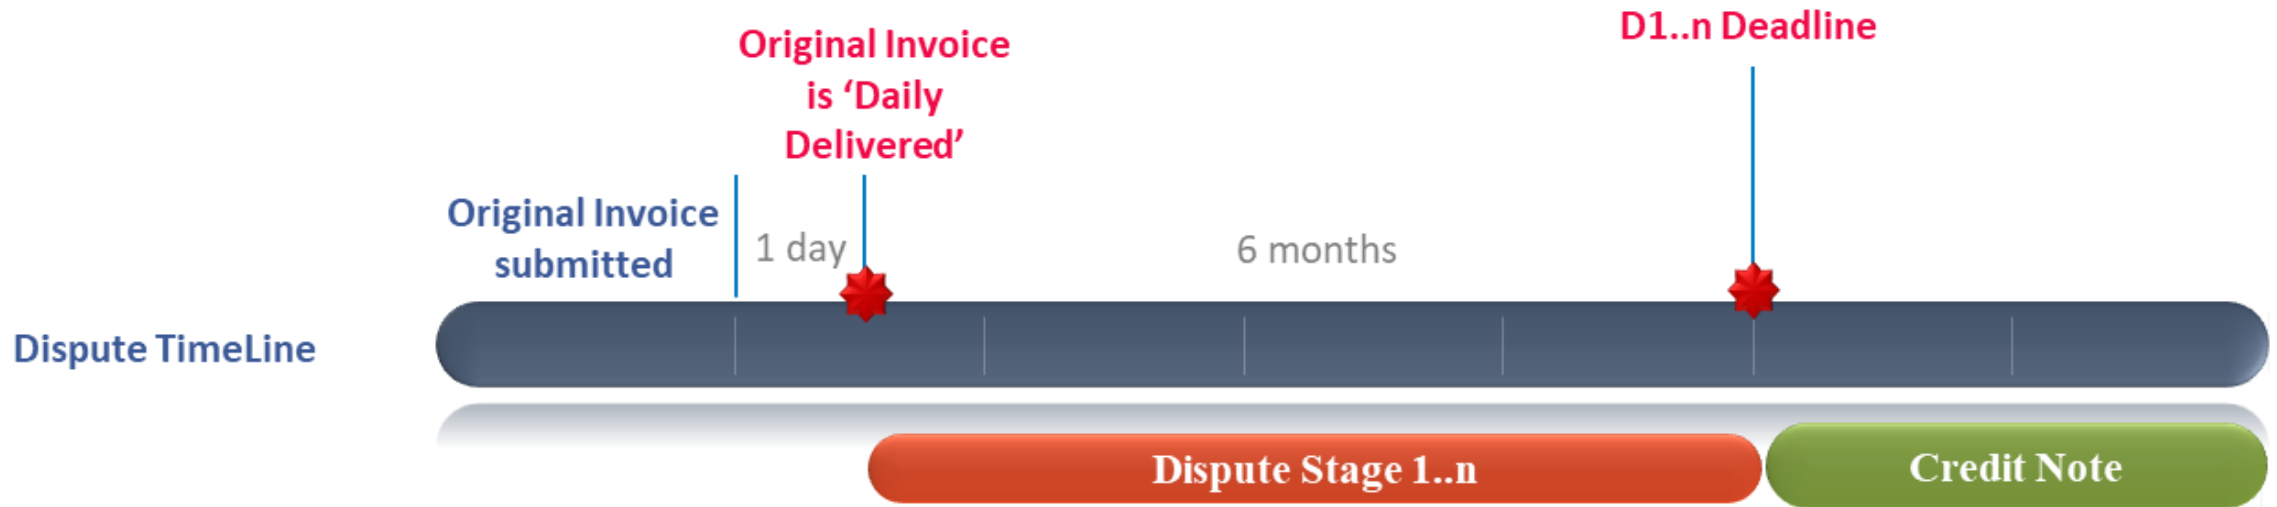 D1..n Deadline
Original Invoice
is ‘Daily
Delivered’
Original Invoice
submitted
1 day
6 months
Dispute TimeLine
Dispute Stage 1..n
Credit Note